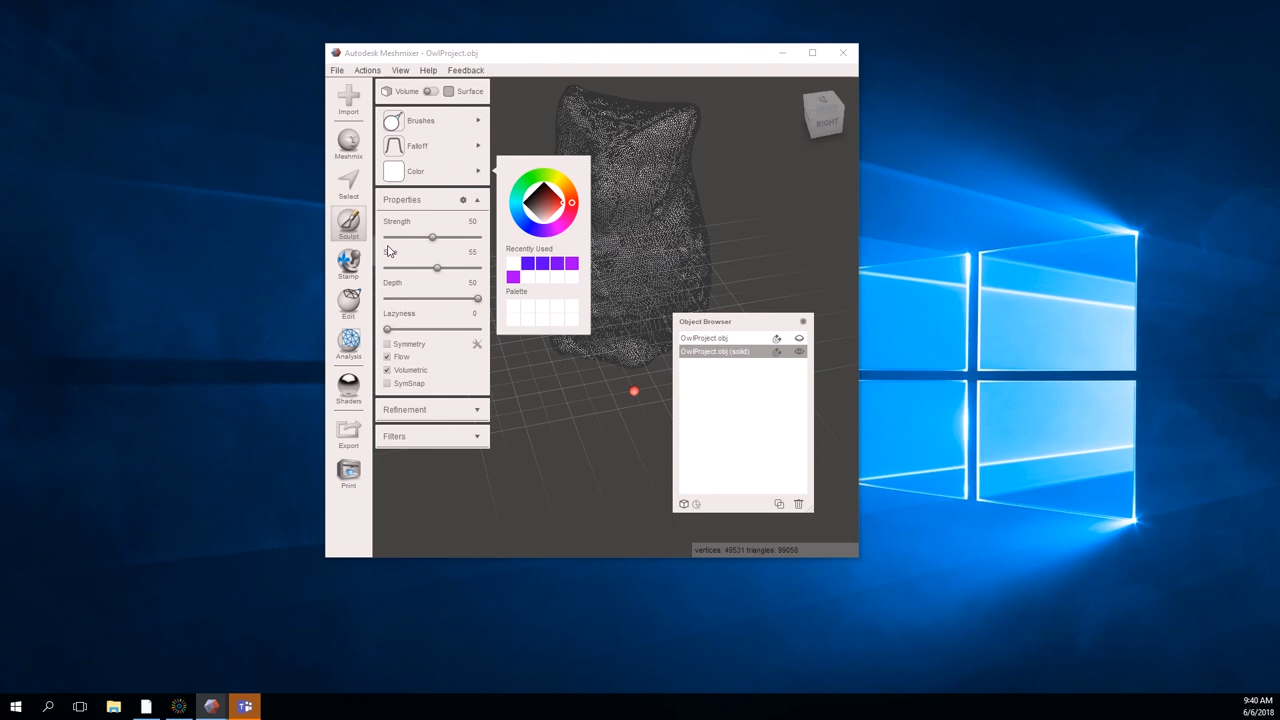 Autodesk Meshmixer - OwlProject.obj
File Actions View Help Feedback
Import
Meshmix
Select
Sculpt
Stamp
Edit
Analysis
Shaders
Export
Print
Volume Surface
Brushes
Falloff
Color
Properties
Strength 50
55
Depth 50
Lazyness 0
Symmetry
Flow
Volumetric
SymSnap
Refinement
Filters
Recently Used
Palette
RIGHT
Object Browser
OwlProject.obj
OwlProject.obj (solid)
vertices: 49531 triangles: 99058
9:40 AM
6/6/2018